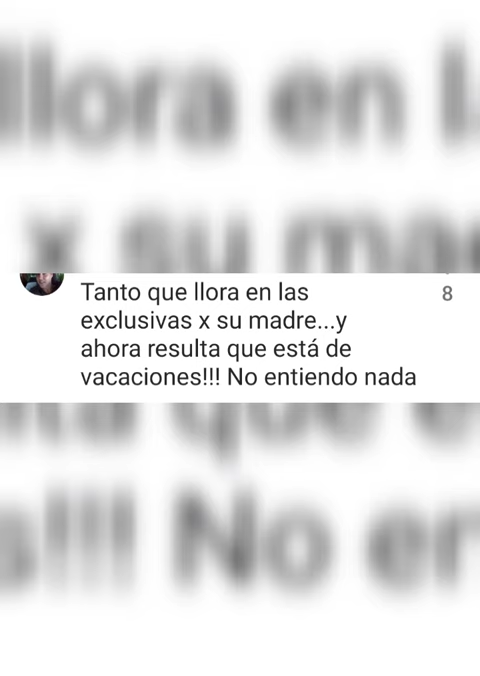 Tanto que llora en las
8
exclusivas x su madre...y
ahora resulta que está de
vacaciones!!! No entiendo nada